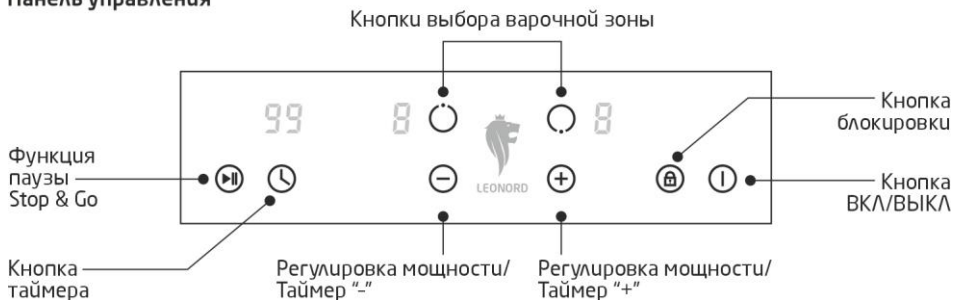 Панель управления
Кнопки выбора варочной зоны
99 8 8
LEONORD
Кнопка
блокировки
Функция
паузы
Stop & Go
Кнопка
ВКЛ/ВЫКЛ
Кнопка
таймера
Регулировка мощности/
Таймер “-”
Регулировка мощности/
Таймер “+”